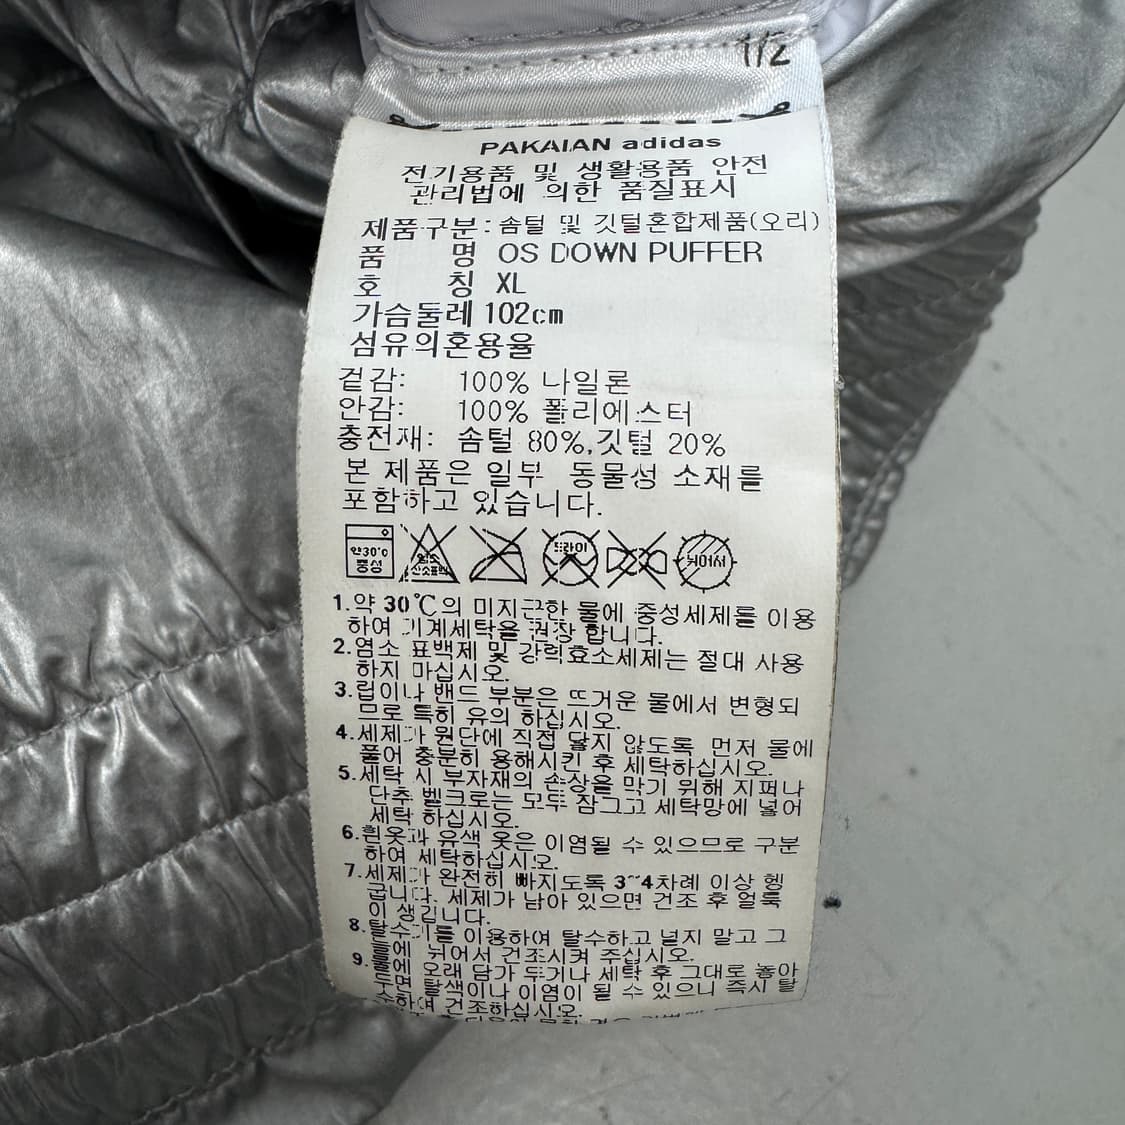 1/2
PAKAIAN adidas
전기용품 및 생활용품 안전
관리법에 의한 품질표시
제품구분: 솜털 및 깃털혼합제품(오리)
품 명 OS DOWN PUFFER
호 칭 XL
가슴둘레 102cm
섬유의혼용율
겉감: 100% 나일론
안감: 100% 폴리에스터
충전재: 솜털 80%,깃털 20%
본 제품은 일부 동물성 소재를
포함하고 있습니다.
약30℃ 중성 염소 산소표백 드라이 뉘어서
1.약 30℃의 미지근한 물에 중성세제를 이용
하여 기계세탁을 권장 합니다.
2.염소 표백제 및 강력효소세제는 절대 사용
하지 마십시오.
3.립이나 밴드 부분은 뜨거운 물에서 변형되
므로 특히 유의 하십시오.
4.세제가 원단에 직접 닿지 않도록 먼저 물에
풀어 충분히 용해시킨 후 세탁하십시오.
5.세탁 시 부자재의 손상을 막기 위해 지퍼나
단추 벨크로는 모두 잠그고 세탁망에 넣어
세탁 하십시오.
6.흰옷과 유색 옷은 이염될 수 있으므로 구분
하여 세탁하십시오.
7.세제가 완전히 빠지도록 3~4차례 이상 헹
굽니다. 세제가 남아 있으면 건조 후 얼룩
이 생깁니다.
8.탈수기를 이용하여 탈수하고 널지 말고 그
늘에 뉘어서 건조시켜 주십시오.
9.물에 오래 담가 두거나 세탁 후 그대로 놓아
두면 탈색이나 이염이 될 수 있으니 즉시 탈
수하여 건조하십시오.